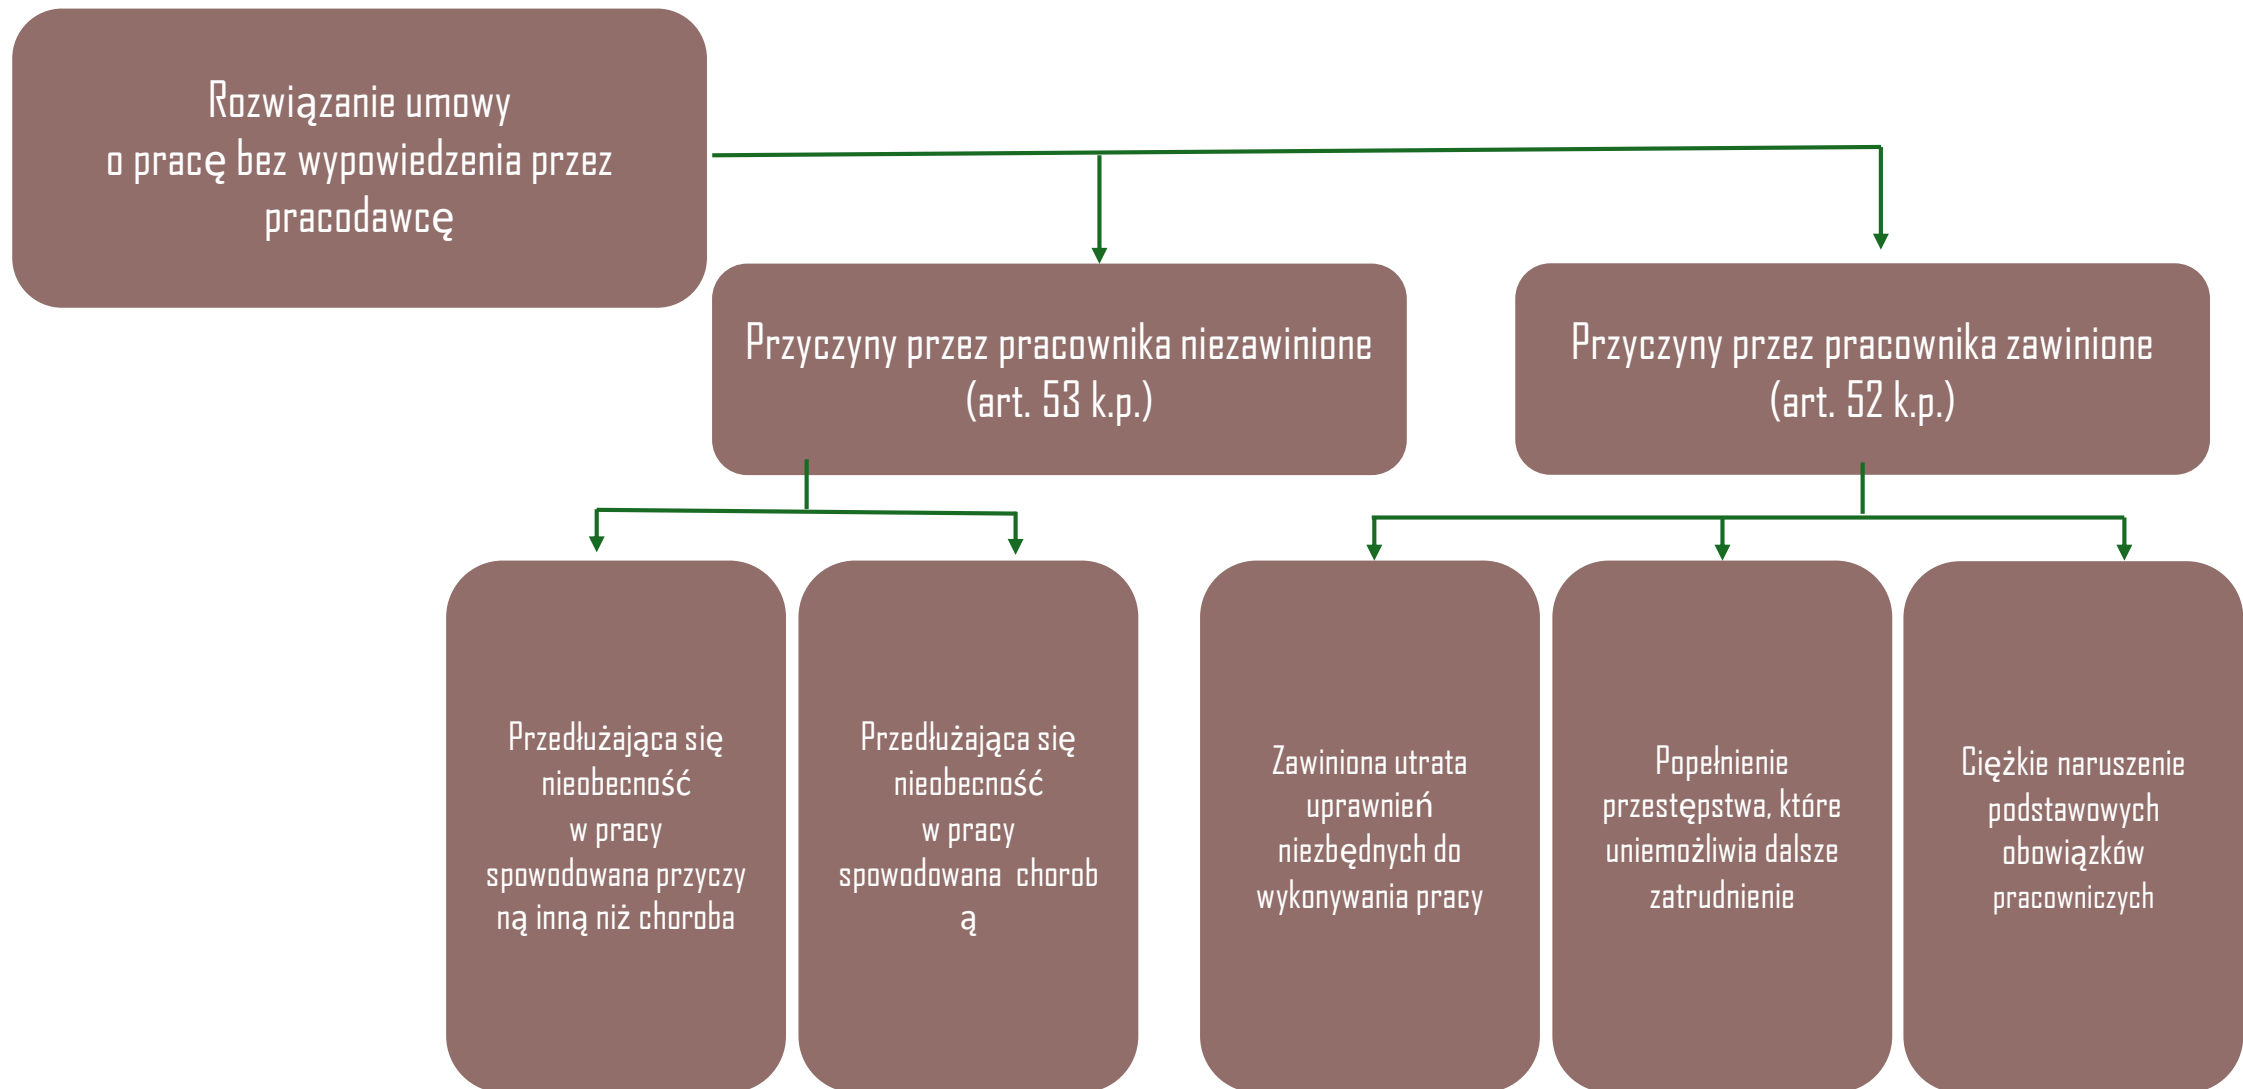 Rozwiązanie umowy
o pracę bez wypowiedzenia przez
pracodawcę
Przyczyny przez pracownika niezawinione
(art. 53 k.p.)
Przyczyny przez pracownika zawinione
(art. 52 k.p.)
Przedłużająca się
nieobecność
w pracy
spowodowana przyczy
ną inną niż choroba
Przedłużająca się
nieobecność
w pracy
spowodowana  chorob
ą
Zawiniona utrata
uprawnień
niezbędnych do
wykonywania pracy
Popełnienie
przestępstwa, które
uniemożliwia dalsze
zatrudnienie
Ciężkie naruszenie
podstawowych
obowiązków
pracowniczych